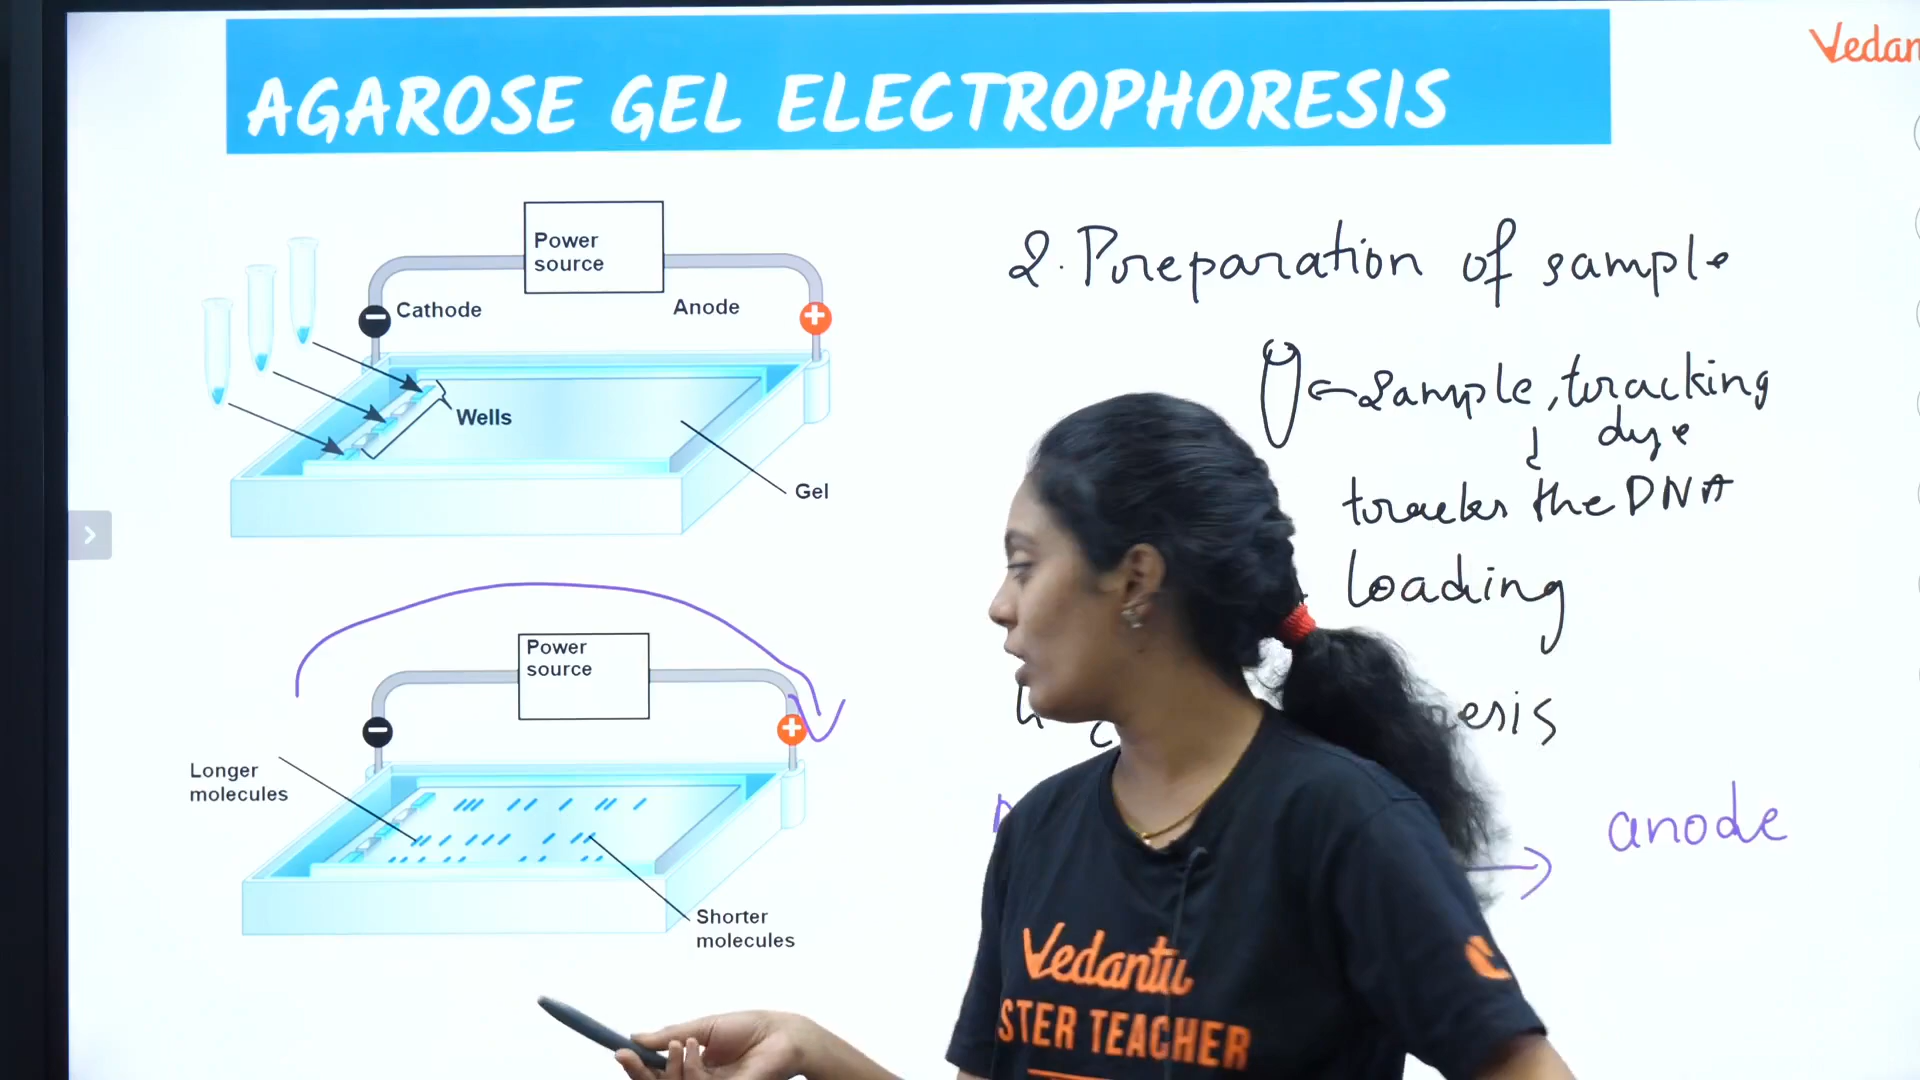 AGAROSE GEL ELECTROPHORESIS
Power
source
Cathode
Anode
Wells
Gel
Power
source
Longer
molecules
Shorter
molecules
2. Preparation of sample
Sample, tracking
dye
tracks the DNA
loading
anode
Vedantu
STER TEACHER